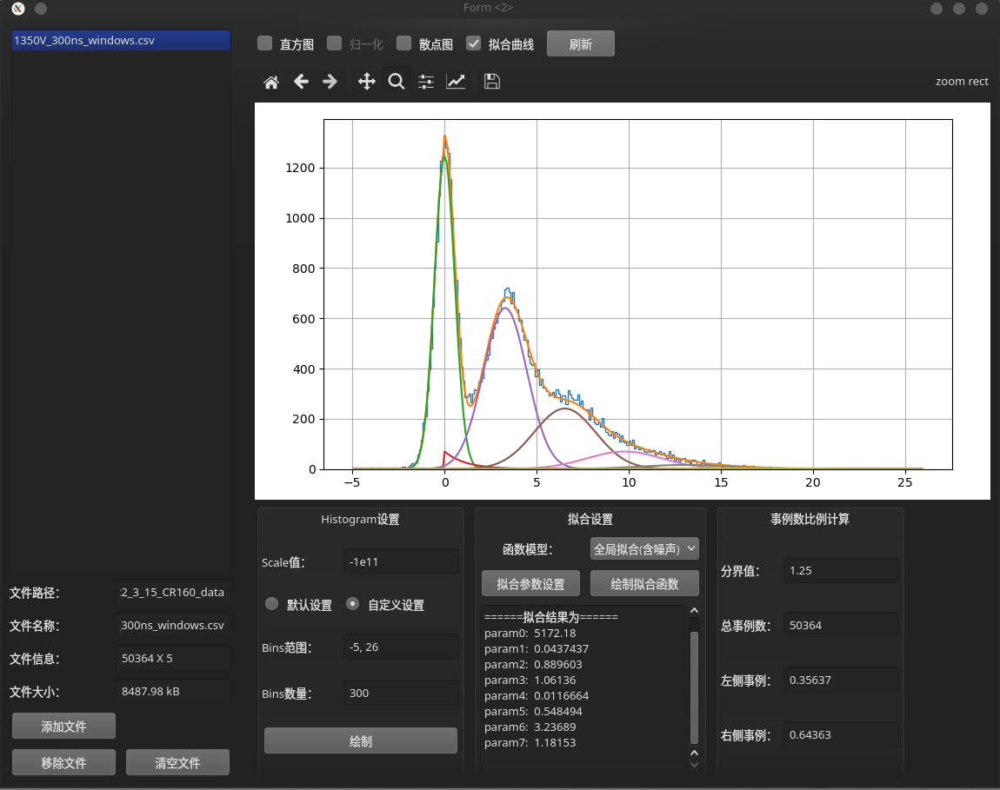 Form <2>
1350V_300ns_windows.csv
直方图 归一化 散点图 拟合曲线 刷新
zoom rect
1200
1000
800
600
400
200
0
−5 0 5 10 15 20 25
文件路径: :2_3_15_CR160_data
文件名称: _300ns_windows.csv
文件信息: 50364 X 5
文件大小: 8487.98 kB
添加文件
移除文件 清空文件
Histogram设置
Scale值: -1e11
默认设置 自定义设置
Bins范围: -5, 26
Bins数量: 300
绘制
拟合设置
函数模型: 全局拟合(含噪声)
拟合参数设置 绘制拟合函数
======拟合结果为======
param0: 5172.18
param1: 0.0437437
param2: 0.889603
param3: 1.06136
param4: 0.0116664
param5: 0.548494
param6: 3.23689
param7: 1.18153
事例数比例计算
分界值: 1.25
总事例数: 50364
左侧事例: 0.35637
右侧事例: 0.64363